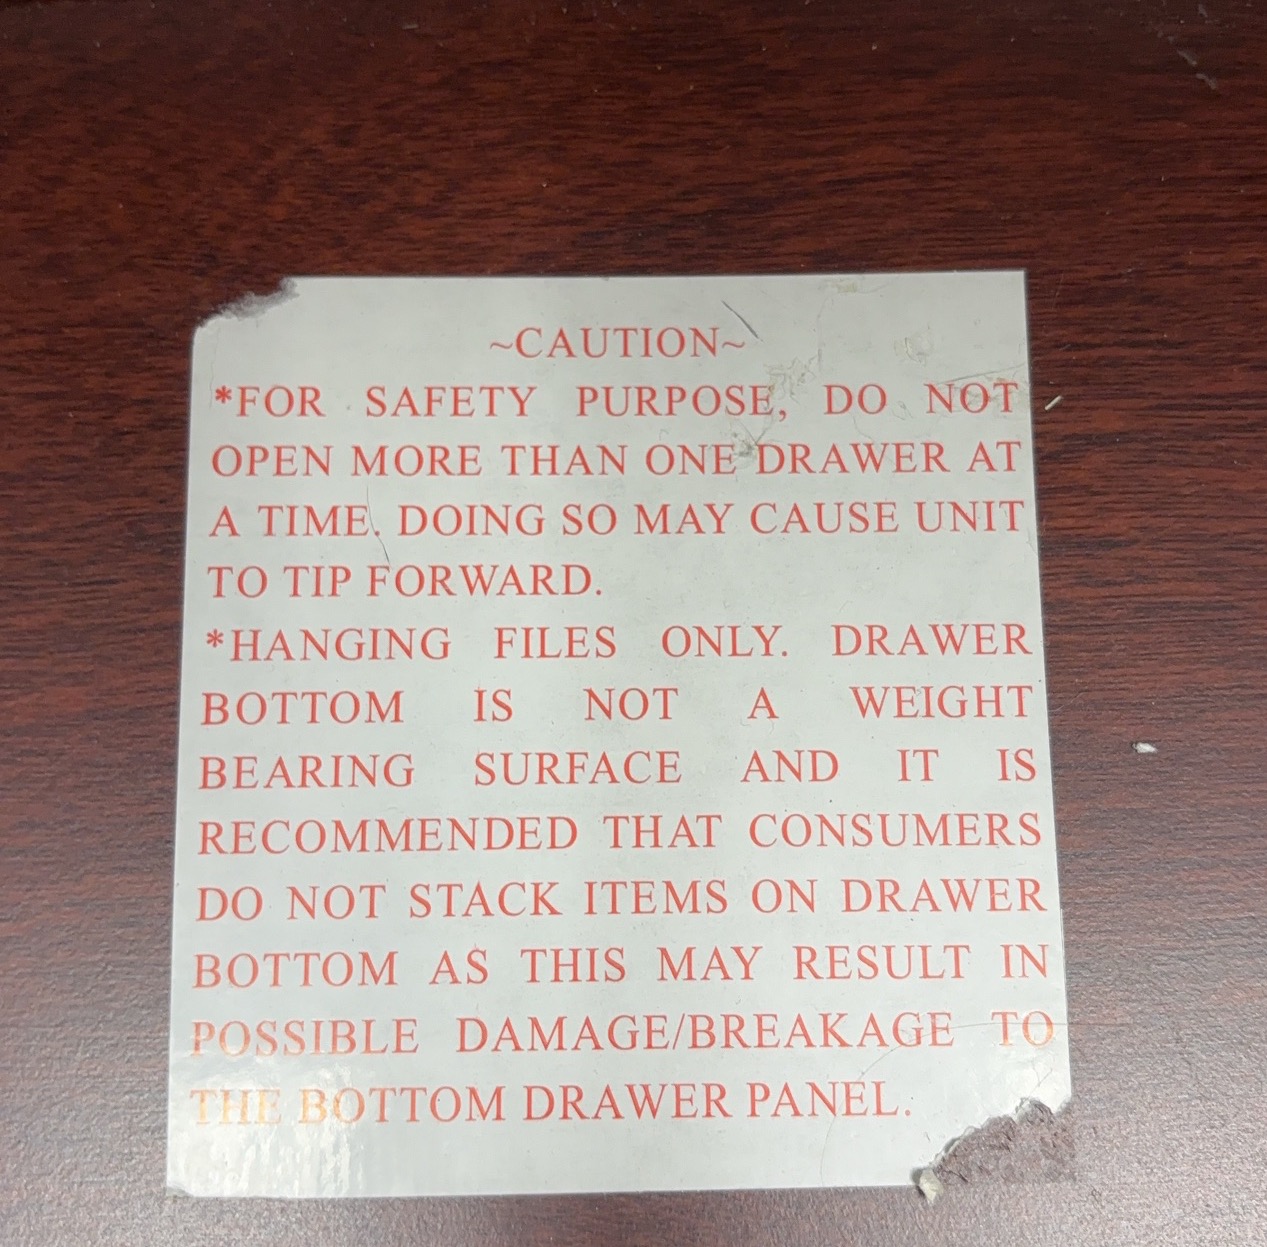 ~CAUTION~
*FOR SAFETY PURPOSE, DO NOT
OPEN MORE THAN ONE DRAWER AT
A TIME. DOING SO MAY CAUSE UNIT
TO TIP FORWARD.
*HANGING FILES ONLY. DRAWER
BOTTOM IS NOT A WEIGHT
BEARING SURFACE AND IT IS
RECOMMENDED THAT CONSUMERS
DO NOT STACK ITEMS ON DRAWER
BOTTOM AS THIS MAY RESULT IN
POSSIBLE DAMAGE/BREAKAGE TO
THE BOTTOM DRAWER PANEL.